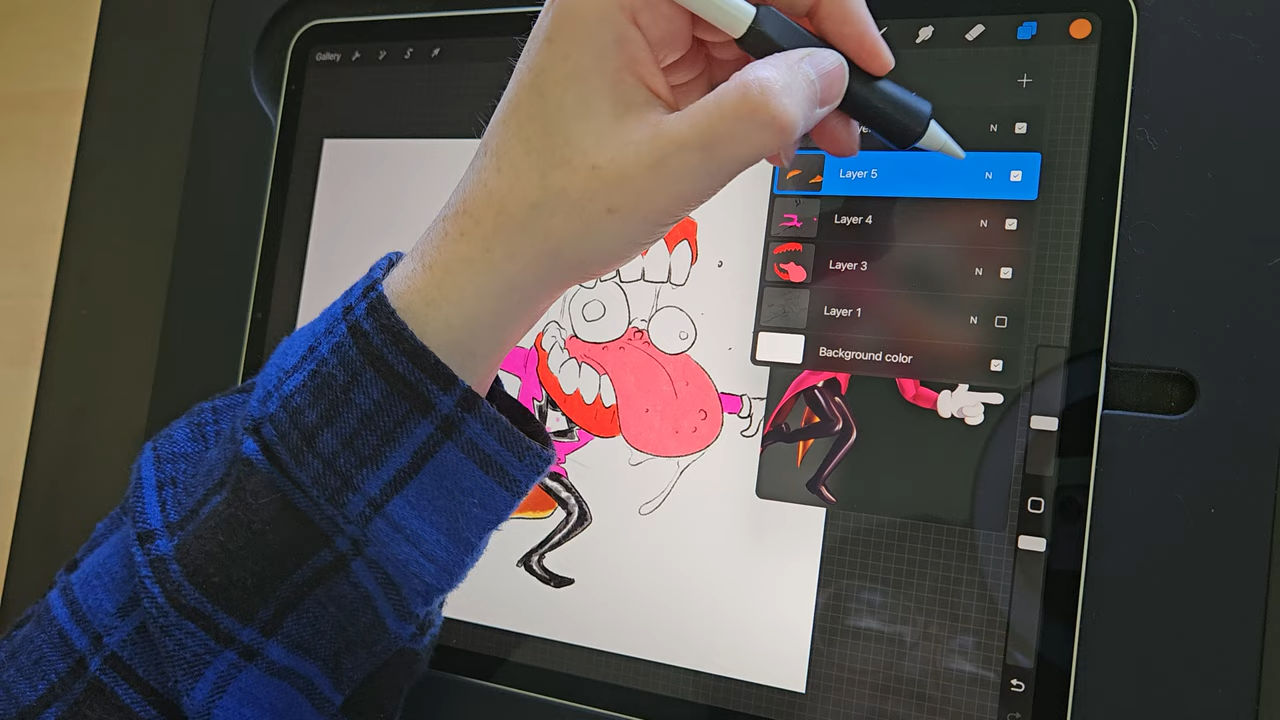 Gallery
N
Layer 5 N
Layer 4 N
Layer 3 N
Layer 1 N
Background color